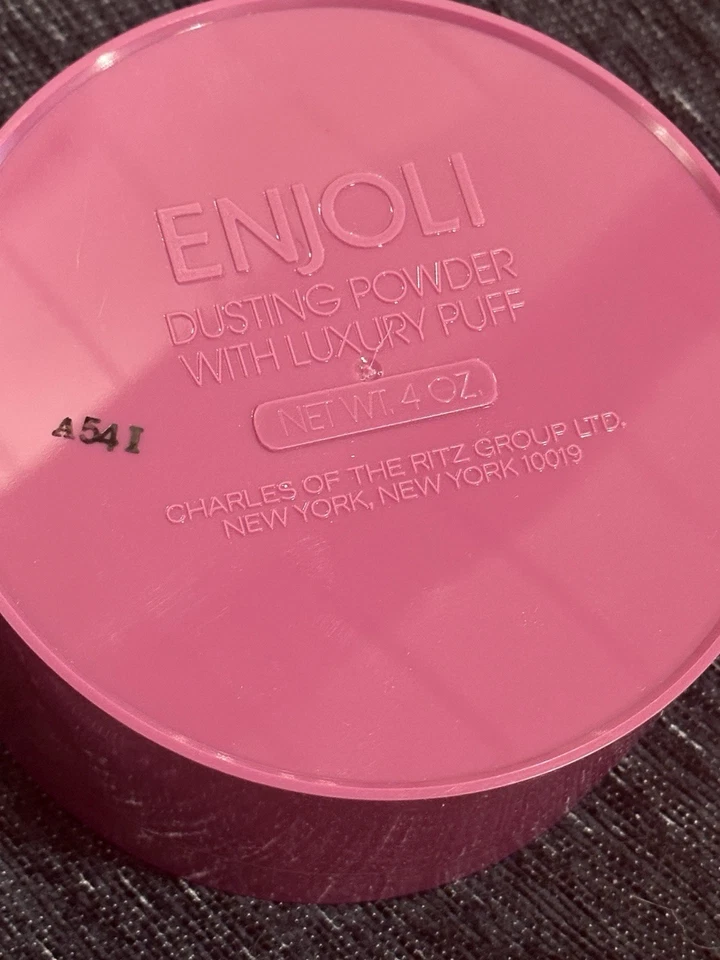 ENJOLI
DUSTING POWDER
WITH LUXURY PUFF
NET WT. 4 OZ.
A54I
CHARLES OF THE RITZ GROUP LTD.
NEW YORK, NEW YORK 10019